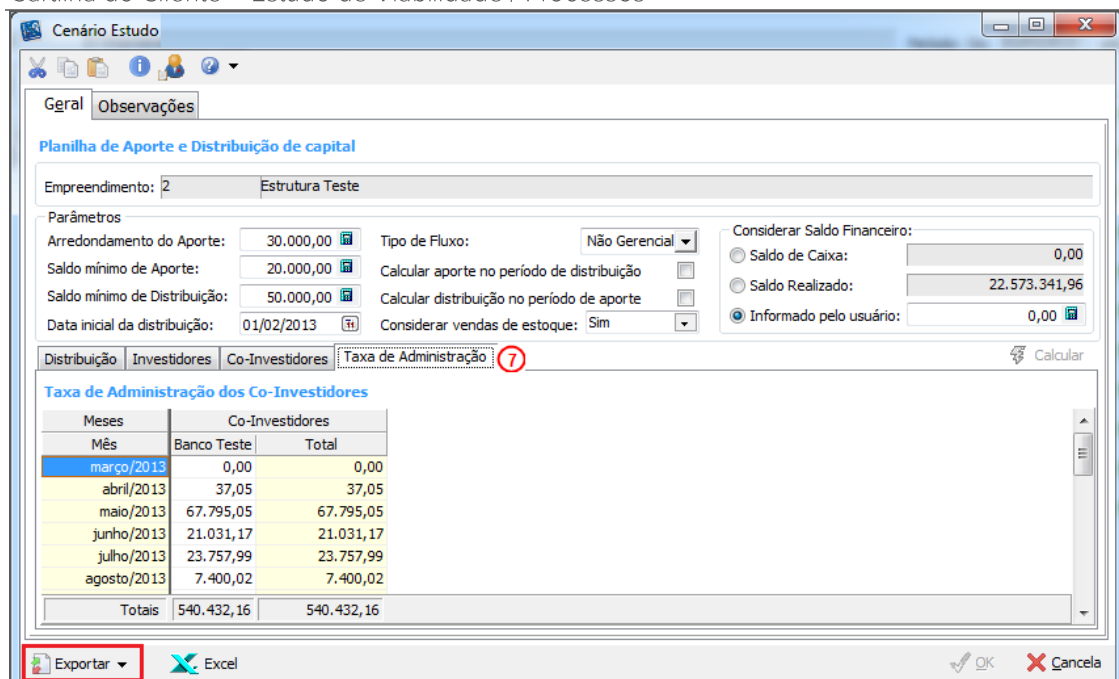 Cartilha do Cliente – Estudo de Viabilidade / Processos
Cenário Estudo
Geral Observações
Planilha de Aporte e Distribuição de capital
Empreendimento: 2 Estrutura Teste
Parâmetros
Arredondamento do Aporte: 30.000,00 Tipo de Fluxo: Não Gerencial
Saldo mínimo de Aporte: 20.000,00 Calcular aporte no período de distribuição
Saldo mínimo de Distribuição: 50.000,00 Calcular distribuição no período de aporte
Data inicial da distribuição: 01/02/2013 Considerar vendas de estoque: Sim
Considerar Saldo Financeiro:
Saldo de Caixa: 0,00
Saldo Realizado: 22.573.341,96
Informado pelo usuário: 0,00
Distribuição Investidores Co-Investidores Taxa de Administração 7 Calcular
Taxa de Administração dos Co-Investidores
Meses Co-Investidores
Mês Banco Teste Total
março/2013 0,00 0,00
abril/2013 37,05 37,05
maio/2013 67.795,05 67.795,05
junho/2013 21.031,17 21.031,17
julho/2013 23.757,99 23.757,99
agosto/2013 7.400,02 7.400,02
Totais 540.432,16 540.432,16
Exportar Excel OK Cancela